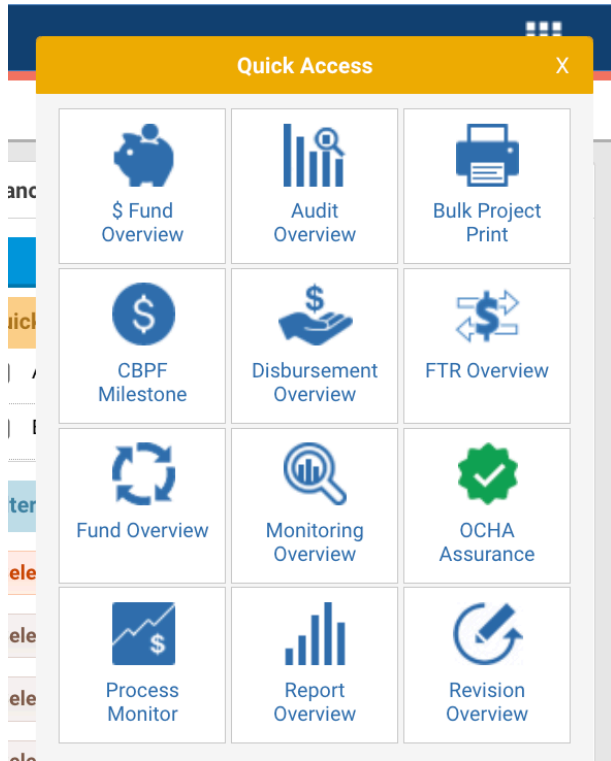 Quick Access X
$ Fund
Overview
Audit
Overview
Bulk Project
Print
CBPF
Milestone
Disbursement
Overview
FTR Overview
Fund Overview
Monitoring
Overview
OCHA
Assurance
Process
Monitor
Report
Overview
Revision
Overview